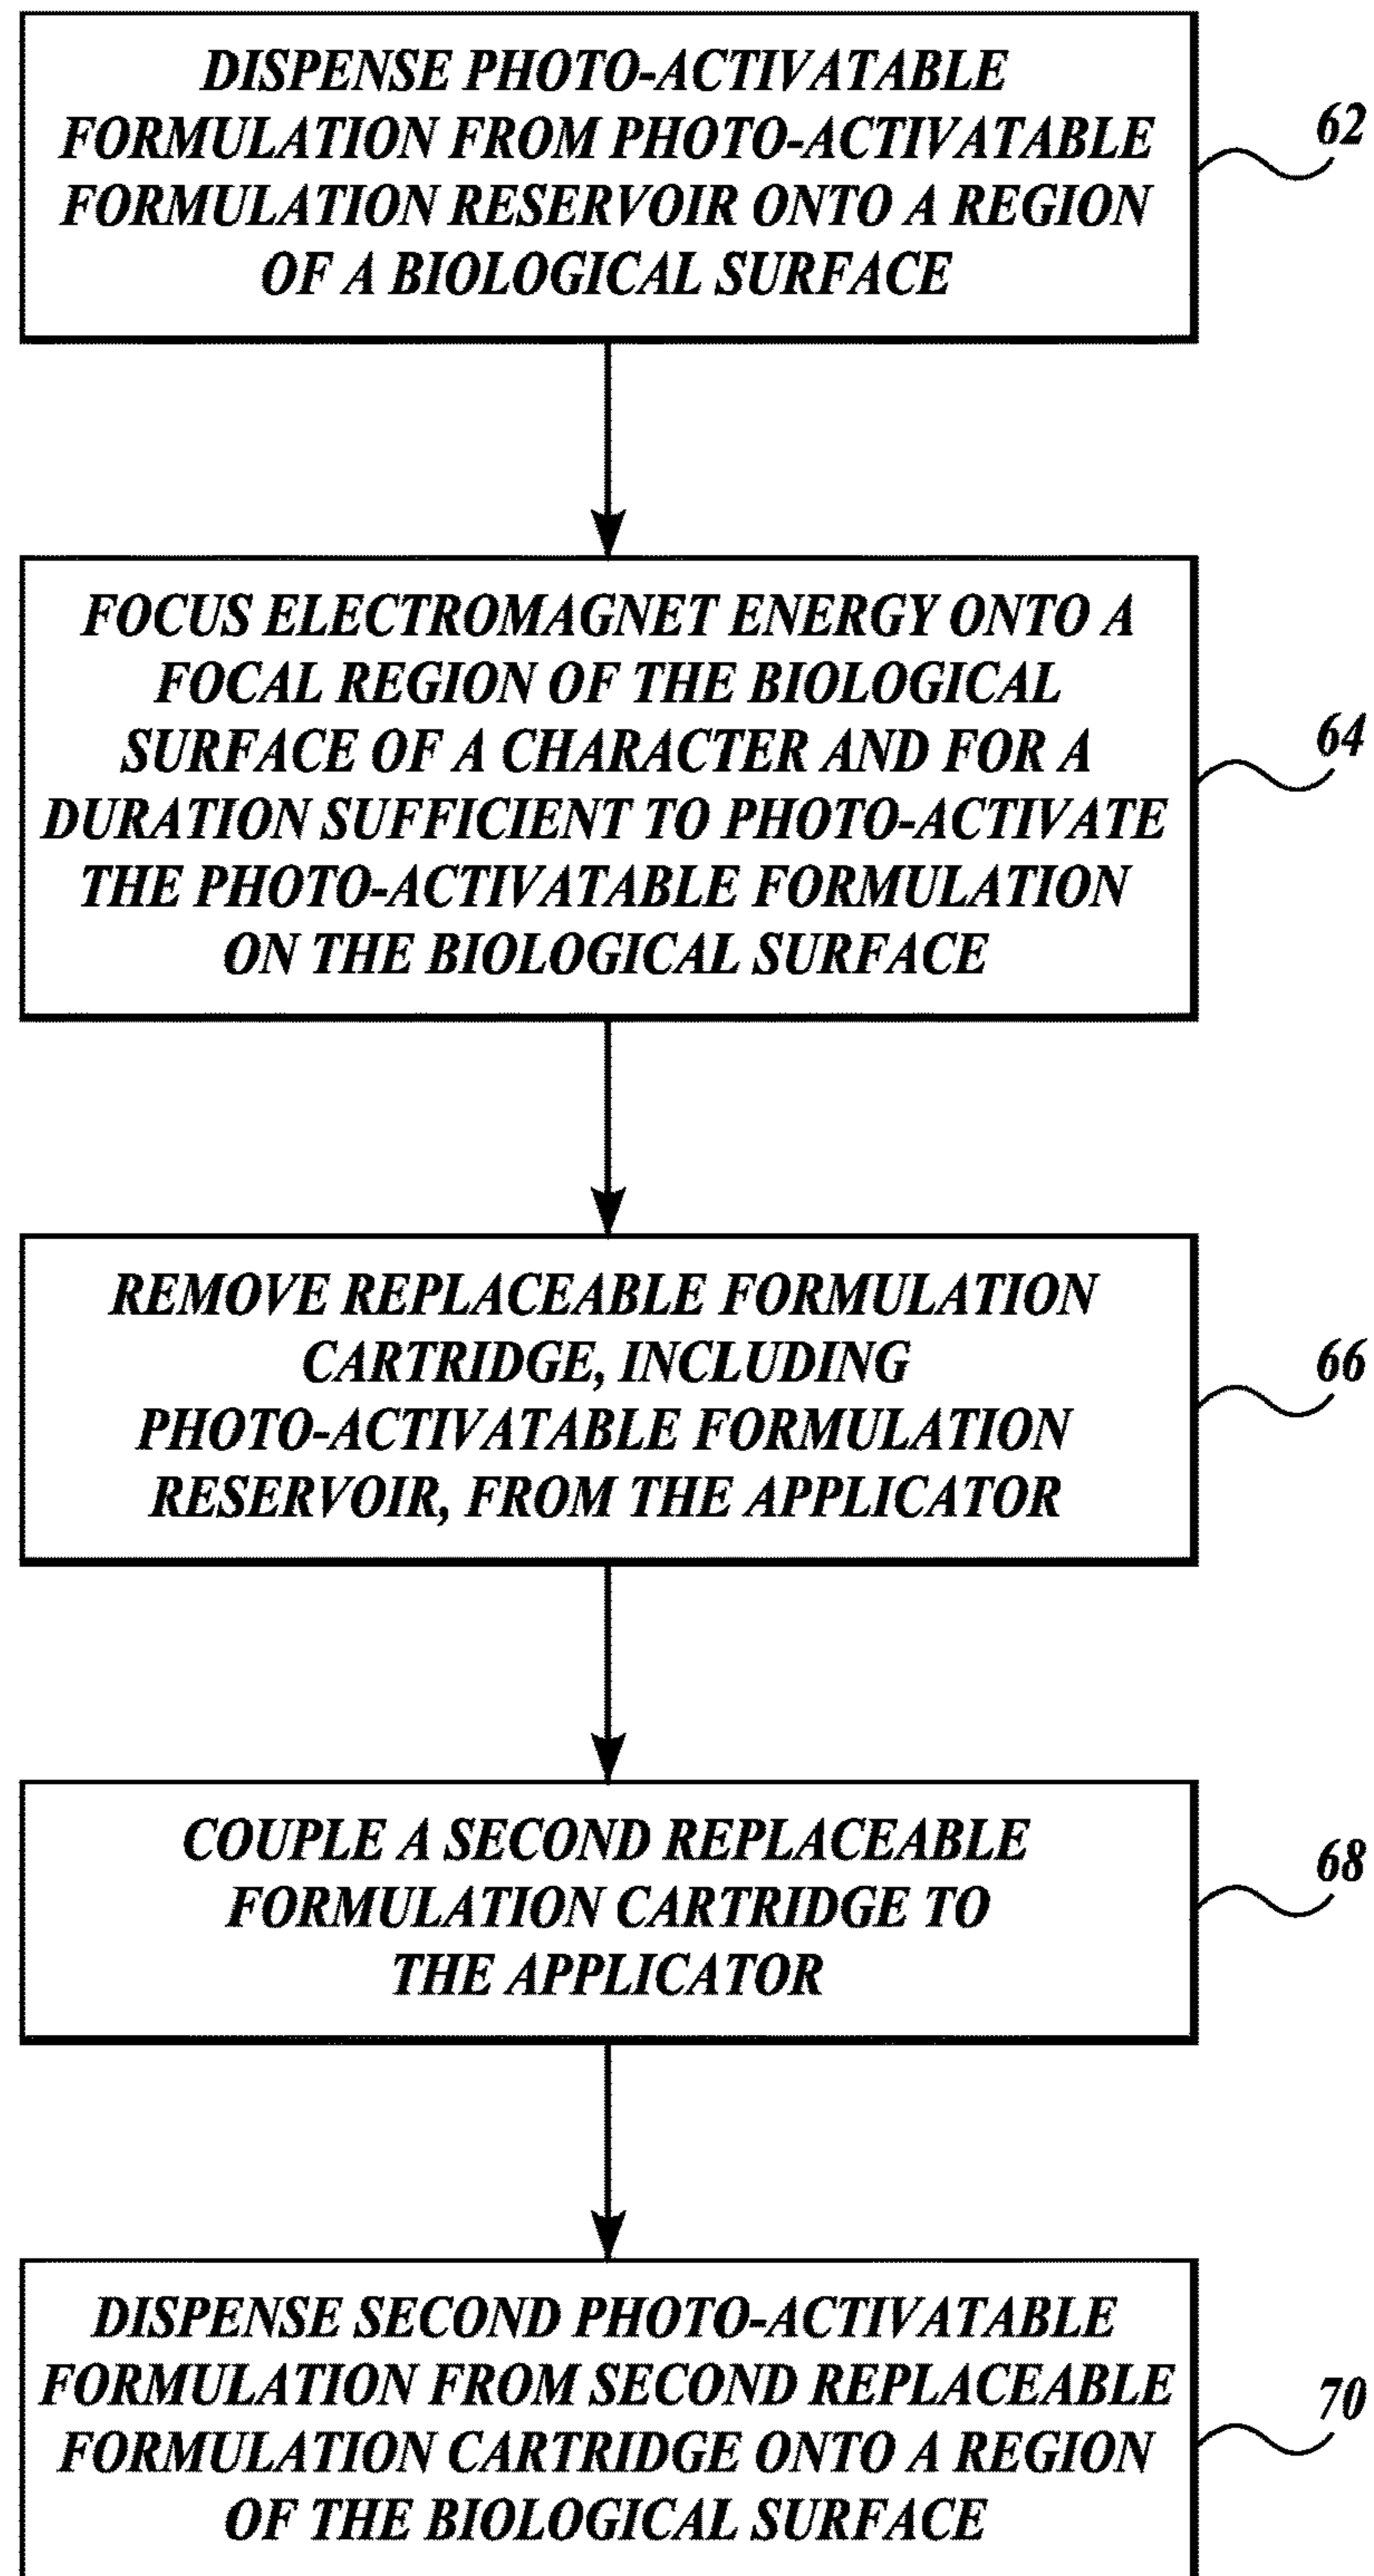 DISPENSE PHOTO-ACTIVATABLE
FORMULATION FROM PHOTO-ACTIVATABLE
FORMULATION RESERVOIR ONTO A REGION
OF A BIOLOGICAL SURFACE
62
FOCUS ELECTROMAGNET ENERGY ONTO A
FOCAL REGION OF THE BIOLOGICAL
SURFACE OF A CHARACTER AND FOR A
DURATION SUFFICIENT TO PHOTO-ACTIVATE
THE PHOTO-ACTIVATABLE FORMULATION
ON THE BIOLOGICAL SURFACE
64
REMOVE REPLACEABLE FORMULATION
CARTRIDGE, INCLUDING
PHOTO-ACTIVATABLE FORMULATION
RESERVOIR, FROM THE APPLICATOR
66
COUPLE A SECOND REPLACEABLE
FORMULATION CARTRIDGE TO
THE APPLICATOR
68
DISPENSE SECOND PHOTO-ACTIVATABLE
FORMULATION FROM SECOND REPLACEABLE
FORMULATION CARTRIDGE ONTO A REGION
OF THE BIOLOGICAL SURFACE
70